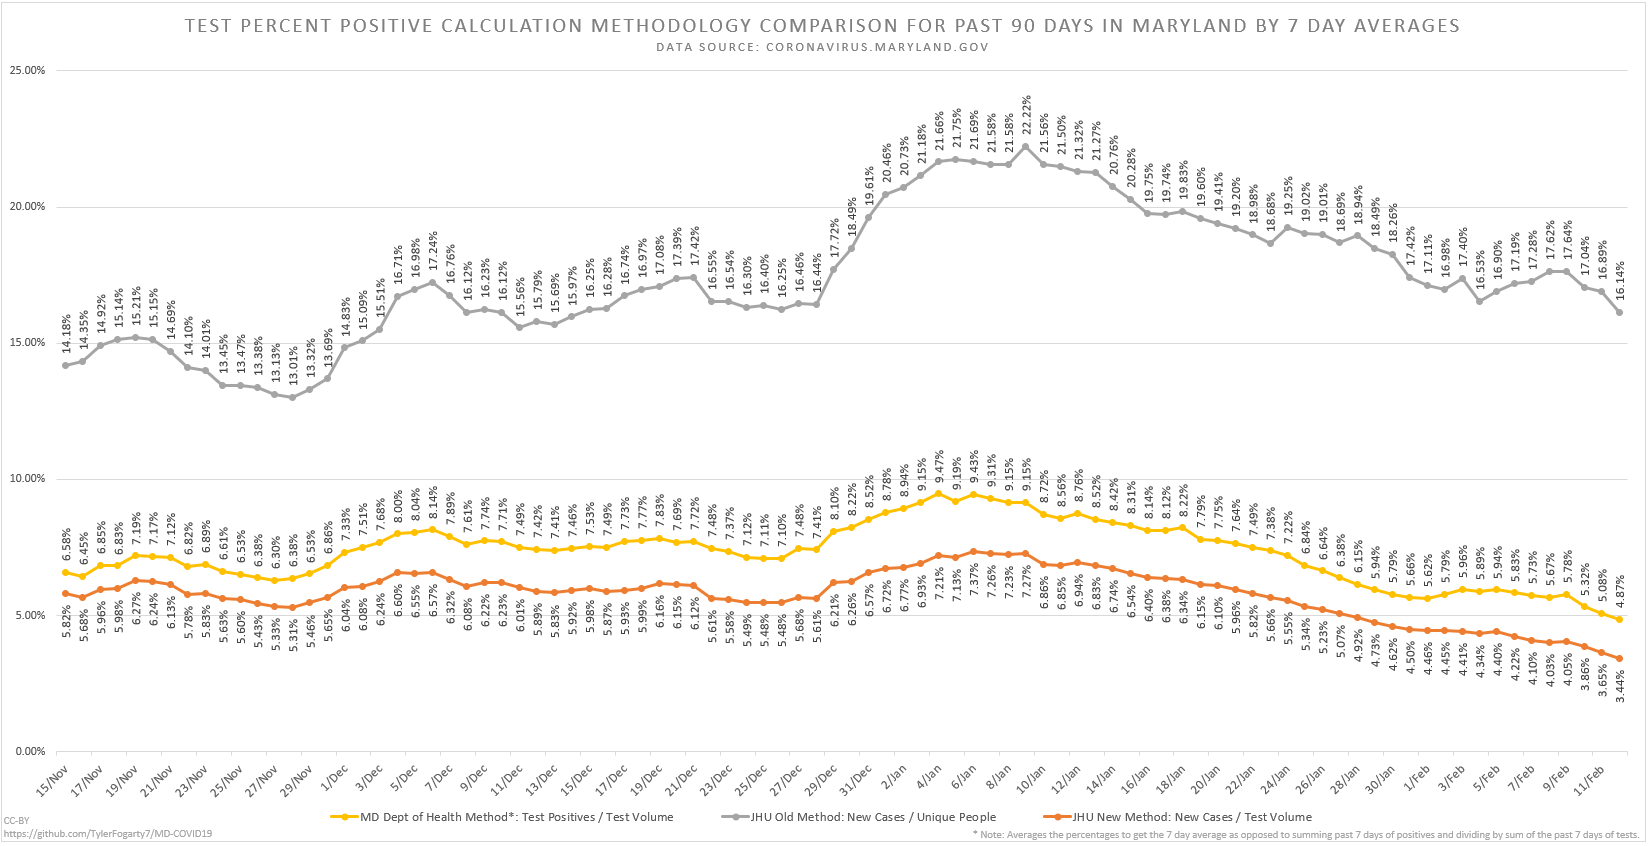 TEST PERCENT POSITIVE CALCULATION METHODOLOGY COMPARISON FOR PAST 90 DAYS IN MARYLAND BY 7 DAY AVERAGES
DATA SOURCE: CORONAVIRUS.MARYLAND.GOV
25.00%
20.00%
15.00%
10.00%
5.00%
0.00%
14.18% 14.35% 14.92% 15.14% 15.21% 15.15% 14.69% 14.10% 14.01% 13.45% 13.47% 13.38% 13.13% 13.01% 13.32% 13.69% 14.83% 15.09% 15.51% 16.71% 16.98% 17.24% 16.76% 16.12% 16.23% 16.12% 15.56% 15.79% 15.69% 15.97% 16.25% 16.28% 16.74% 16.97% 17.08% 17.39% 17.42% 16.55% 16.54% 16.30% 16.40% 16.25% 16.46% 16.44% 17.72% 18.49% 19.61% 20.46% 20.73% 21.18% 21.66% 21.75% 21.69% 21.58% 21.58% 22.22% 21.56% 21.50% 21.32% 21.27% 20.76% 20.28% 19.75% 19.74% 19.83% 19.60% 19.41% 19.20% 18.98% 18.68% 19.25% 19.02% 19.01% 18.69% 18.94% 18.49% 18.26% 17.42% 17.11% 16.98% 17.40% 16.53% 16.90% 17.19% 17.28% 17.62% 17.64% 17.04% 16.89% 16.14%
6.58% 6.45% 6.85% 6.83% 7.19% 7.17% 7.12% 6.82% 6.89% 6.61% 6.53% 6.38% 6.30% 6.38% 6.53% 6.86% 7.33% 7.51% 7.68% 8.00% 8.04% 8.14% 7.89% 7.61% 7.74% 7.71% 7.49% 7.42% 7.41% 7.46% 7.53% 7.49% 7.73% 7.77% 7.83% 7.69% 7.72% 7.48% 7.37% 7.12% 7.11% 7.10% 7.48% 7.41% 8.10% 8.22% 8.52% 8.78% 8.94% 9.15% 9.47% 9.19% 9.43% 9.31% 9.15% 9.15% 8.72% 8.56% 8.76% 8.52% 8.42% 8.31% 8.14% 8.12% 8.22% 7.79% 7.75% 7.64% 7.49% 7.38% 7.22% 6.84% 6.64% 6.38% 6.15% 5.94% 5.79% 5.66% 5.62% 5.79% 5.96% 5.89% 5.94% 5.83% 5.73% 5.67% 5.78% 5.32% 5.08% 4.87%
5.82% 5.68% 5.96% 5.98% 6.27% 6.24% 6.13% 5.78% 5.83% 5.63% 5.60% 5.43% 5.33% 5.31% 5.46% 5.65% 6.04% 6.08% 6.24% 6.60% 6.55% 6.57% 6.32% 6.08% 6.22% 6.23% 6.01% 5.89% 5.83% 5.92% 5.98% 5.87% 5.93% 5.99% 6.16% 6.15% 6.12% 5.61% 5.58% 5.49% 5.48% 5.48% 5.68% 5.61% 6.21% 6.26% 6.57% 6.72% 6.77% 6.93% 7.21% 7.13% 7.37% 7.26% 7.23% 7.27% 6.86% 6.85% 6.94% 6.83% 6.74% 6.54% 6.40% 6.38% 6.34% 6.15% 6.10% 5.96% 5.82% 5.66% 5.55% 5.34% 5.23% 5.07% 4.92% 4.73% 4.62% 4.50% 4.46% 4.45% 4.41% 4.34% 4.40% 4.22% 4.10% 4.03% 4.05% 3.86% 3.65% 3.44%
15/Nov 17/Nov 19/Nov 21/Nov 23/Nov 25/Nov 27/Nov 29/Nov 1/Dec 3/Dec 5/Dec 7/Dec 9/Dec 11/Dec 13/Dec 15/Dec 17/Dec 19/Dec 21/Dec 23/Dec 25/Dec 27/Dec 29/Dec 31/Dec 2/Jan 4/Jan 6/Jan 8/Jan 10/Jan 12/Jan 14/Jan 16/Jan 18/Jan 20/Jan 22/Jan 24/Jan 26/Jan 28/Jan 30/Jan 1/Feb 3/Feb 5/Feb 7/Feb 9/Feb 11/Feb
MD Dept of Health Method*: Test Positives / Test Volume JHU Old Method: New Cases / Unique People JHU New Method: New Cases / Test Volume
CC-BY
https://github.com/TylerFogarty7/MD-COVID19
* Note: Averages the percentages to get the 7 day average as opposed to summing past 7 days of positives and dividing by sum of the past 7 days of tests.